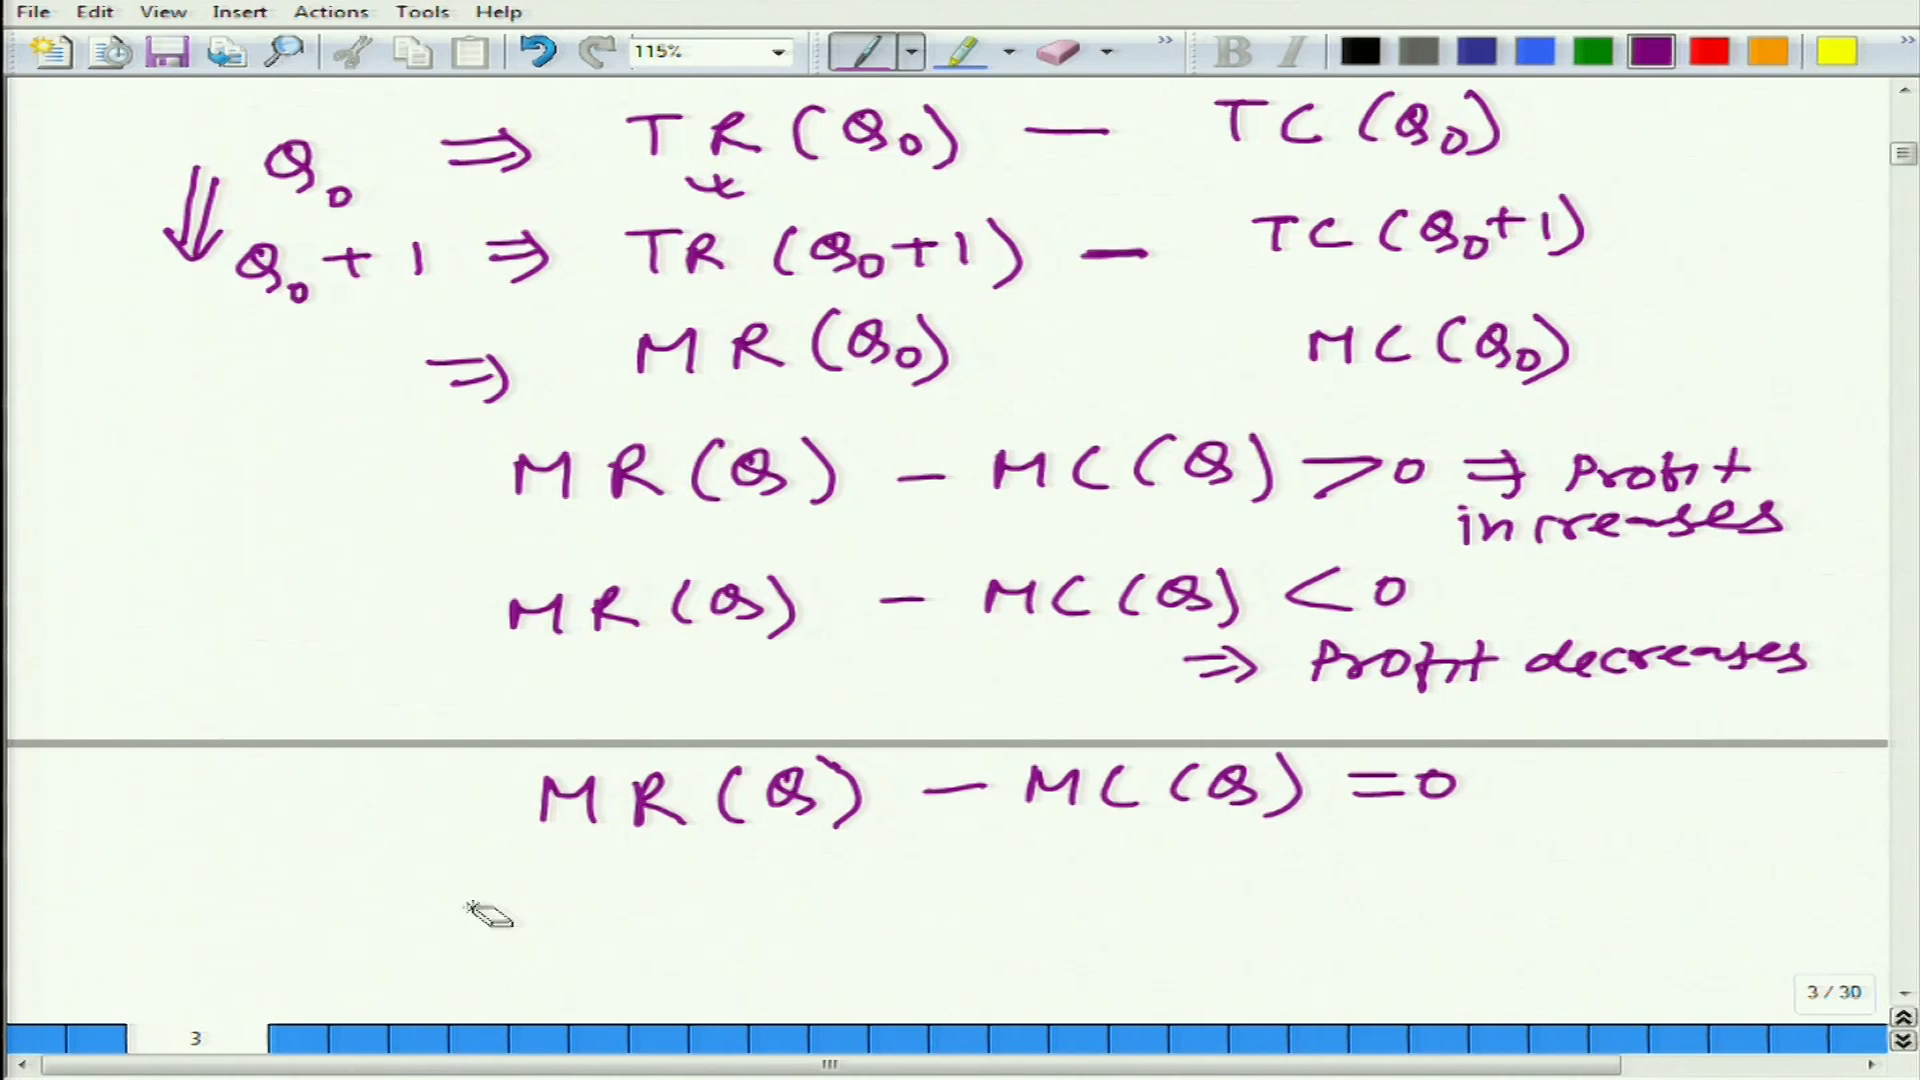 File Edit View Insert Actions Tools Help
115% B I
Q₀ ⇒ TR(Q₀) — TC(Q₀)
Q₀+1 ⇒ TR(Q₀+1) — TC(Q₀+1)
⇒ MR(Q₀) MC(Q₀)
MR(Q) - MC(Q) >0 ⇒ Profit
increases
MR(Q) - MC(Q) <0
⇒ Profit decreases
MR(Q) - MC(Q) =0
3 / 30
3